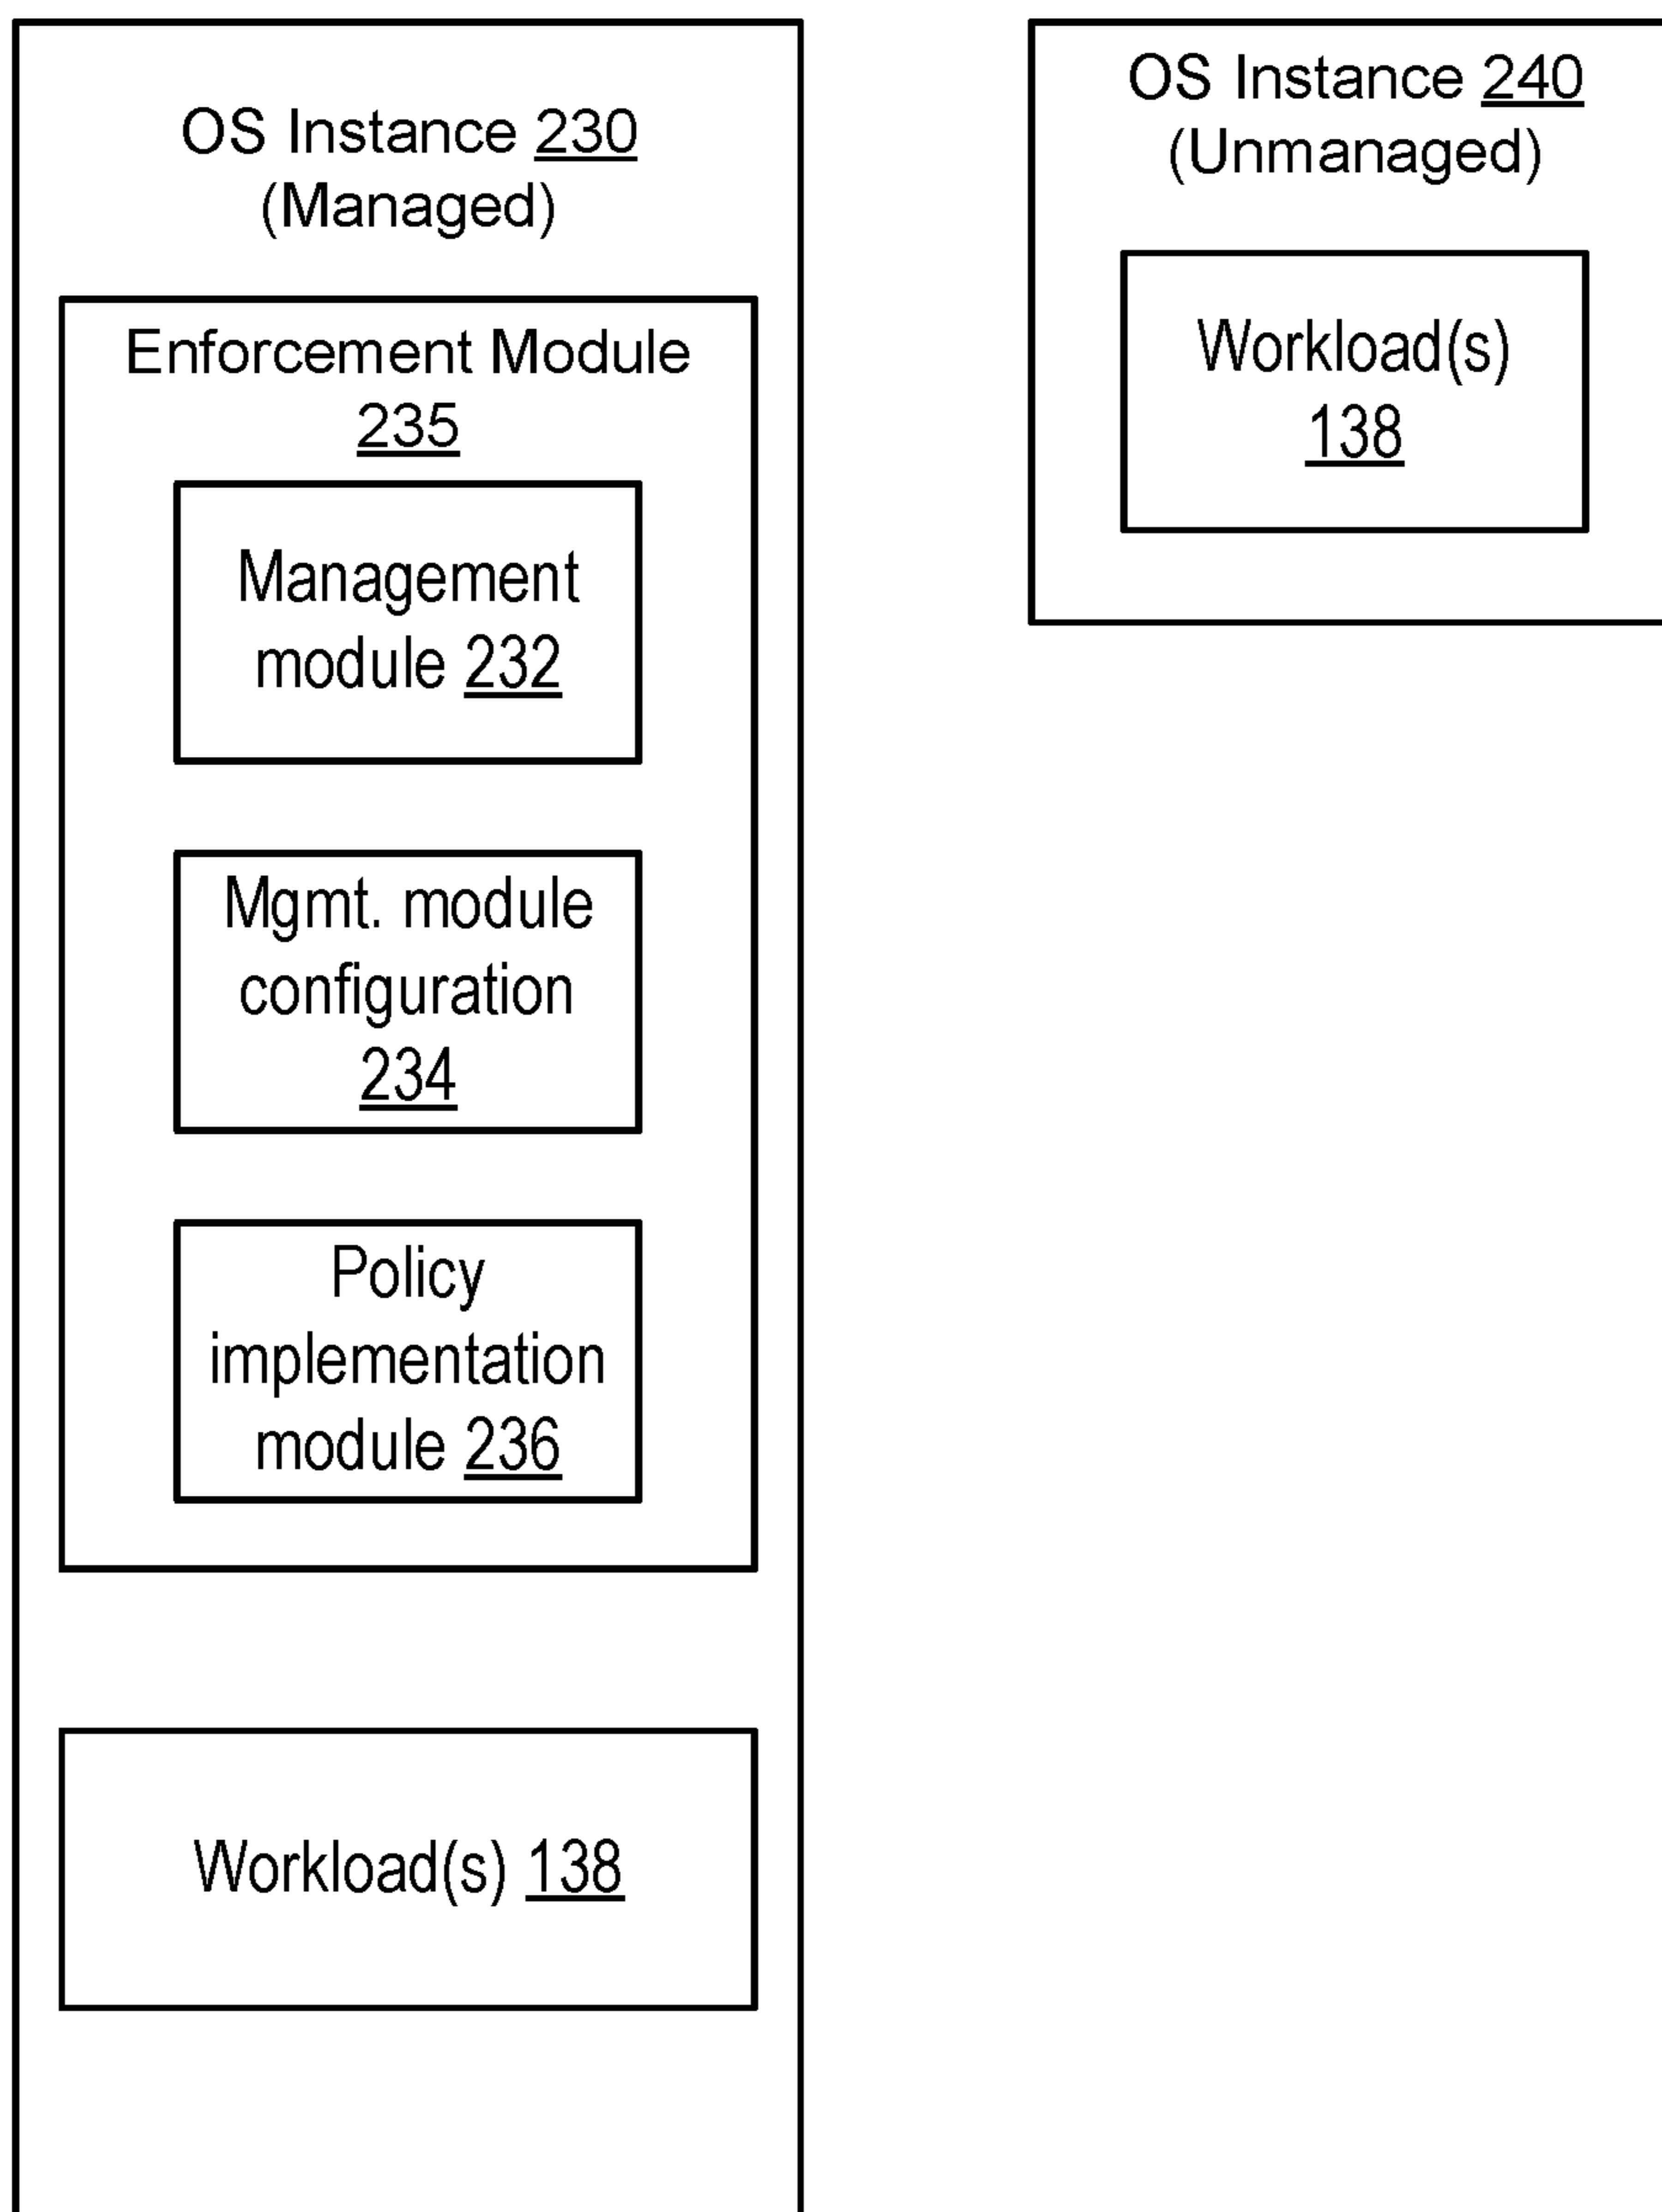 OS Instance 230
(Managed)
Enforcement Module
235
Management
module 232
Mgmt. module
configuration
234
Policy
implementation
module 236
Workload(s) 138
OS Instance 240
(Unmanaged)
Workload(s)
138